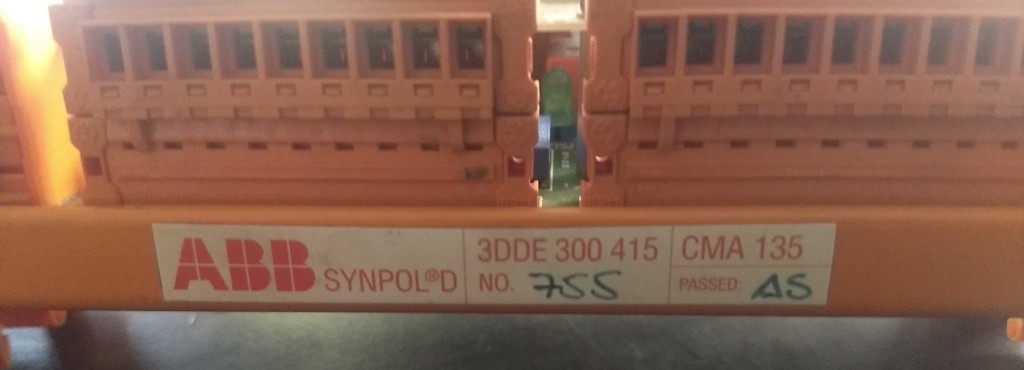 ABB SYNPOL®D
3DDE 300 415
NO. 755
CMA 135
PASSED: AS